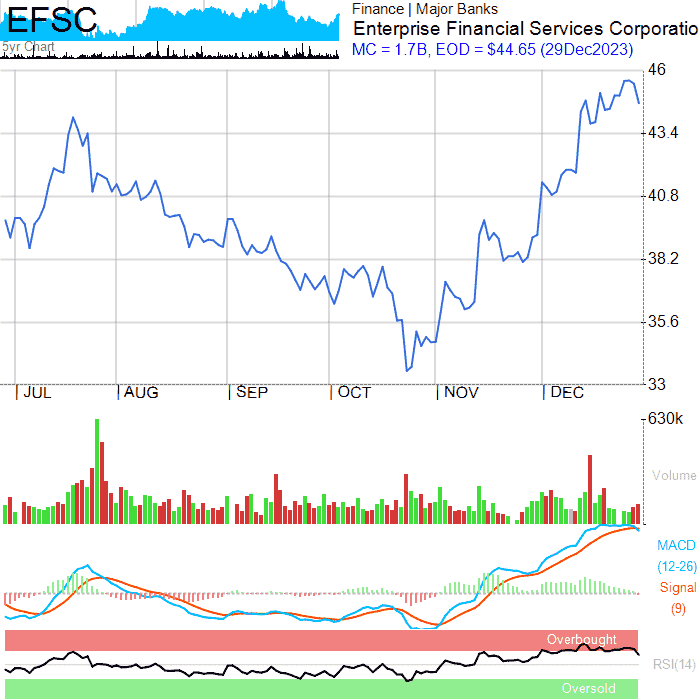 EFSC
5yr Chart
Finance | Major Banks
Enterprise Financial Services Corporatio
MC = 1.7B, EOD = $44.65 (29Dec2023)
46
43.4
40.8
38.2
35.6
33
JUL AUG SEP OCT NOV DEC
630k
Volume
MACD
(12-26)
Signal
(9)
Overbought
RSI(14)
Oversold